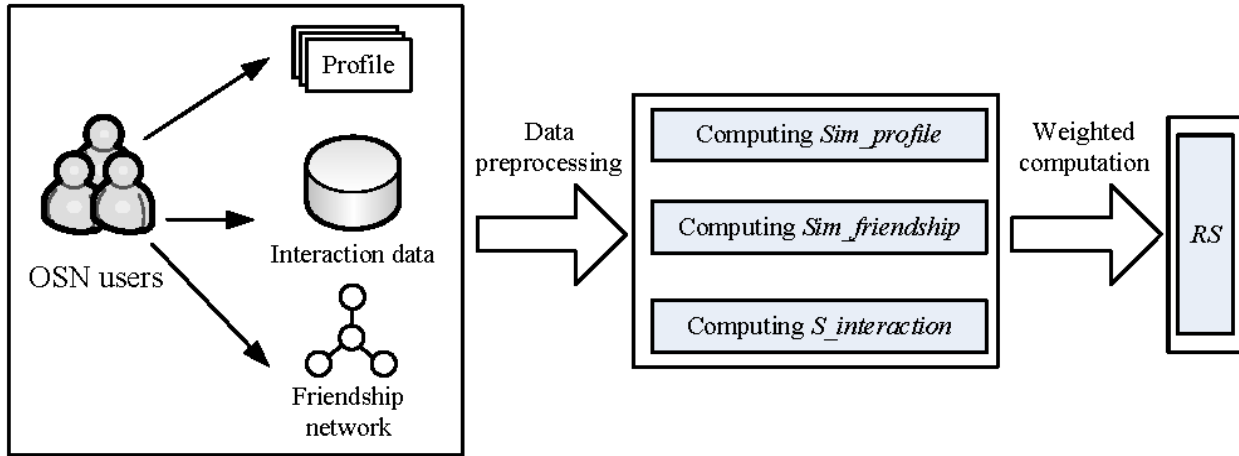 Profile
Interaction data
OSN users
Friendship
network
Data
preprocessing
Computing Sim_profile
Computing Sim_friendship
Computing S_interaction
Weighted
computation
RS